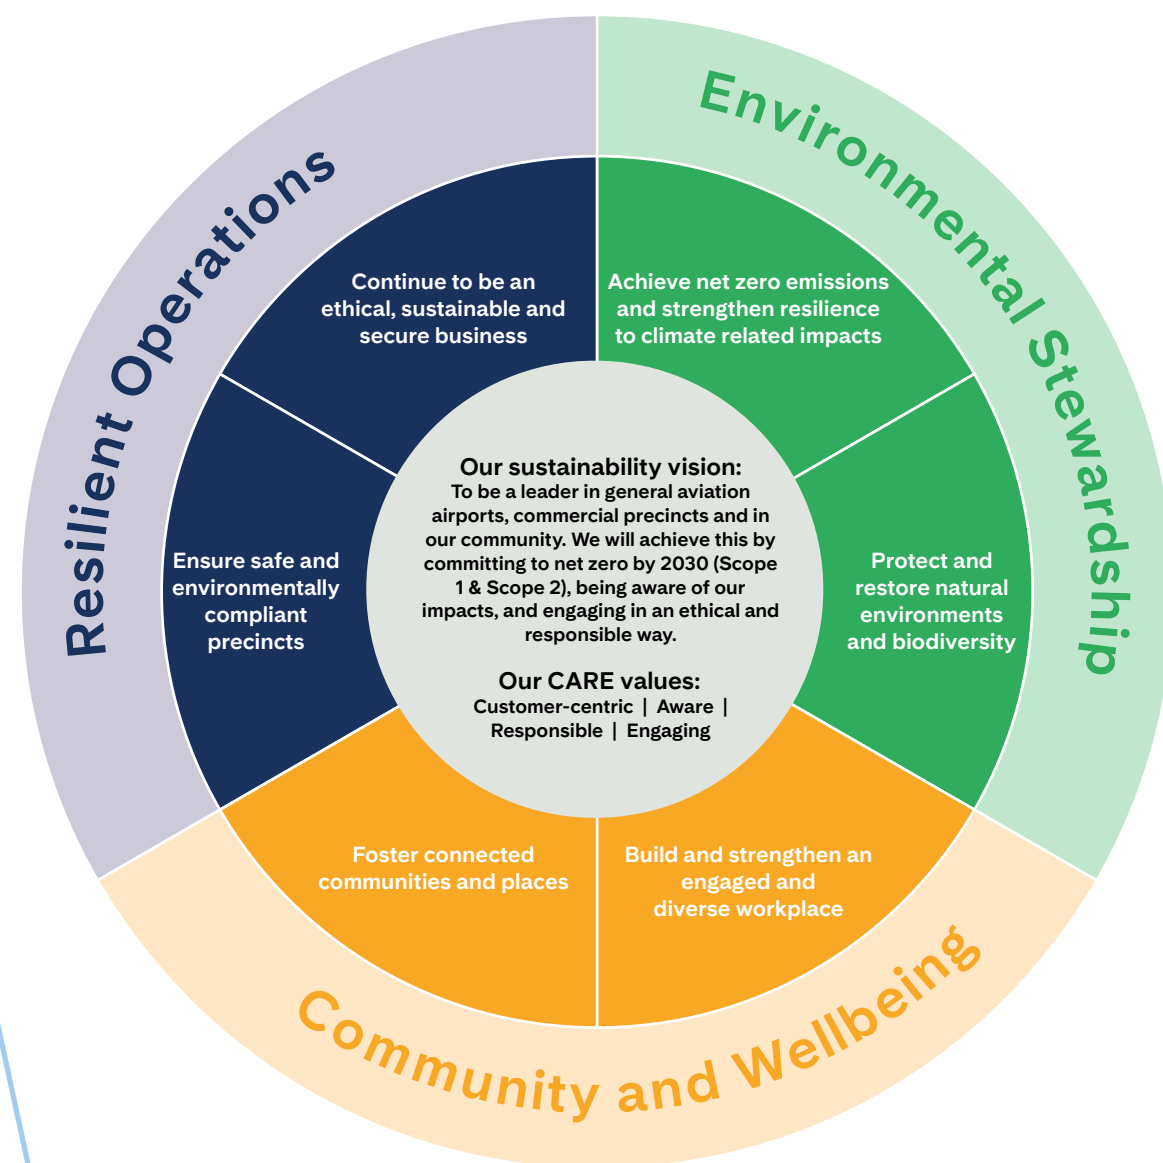 Resilient Operations
Environmental Stewardship
Community and Wellbeing
Continue to be an
ethical, sustainable and
secure business
Achieve net zero emissions
and strengthen resilience
to climate related impacts
Ensure safe and
environmentally
compliant
precincts
Our sustainability vision:
To be a leader in general aviation
airports, commercial precincts and in
our community. We will achieve this by
committing to net zero by 2030 (Scope
1 & Scope 2), being aware of our
impacts, and engaging in an ethical and
responsible way.
Our CARE values:
Customer-centric | Aware |
Responsible | Engaging
Protect and
restore natural
environments
and biodiversity
Foster connected
communities and places
Build and strengthen an
engaged and
diverse workplace